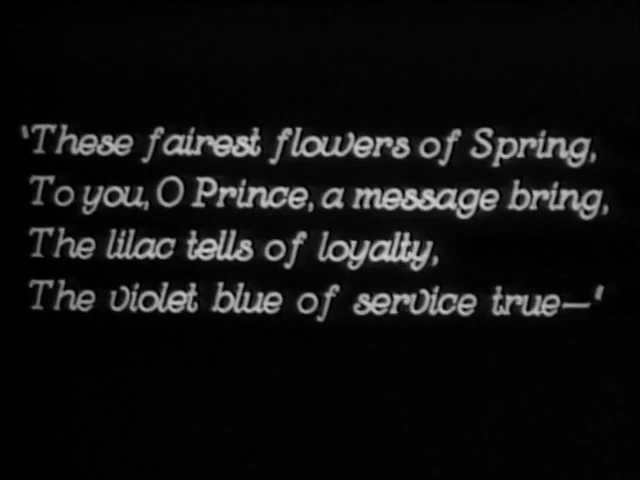 'These fairest flowers of Spring,
To you, O Prince, a message bring,
The lilac tells of loyalty,
The violet blue of service true—'